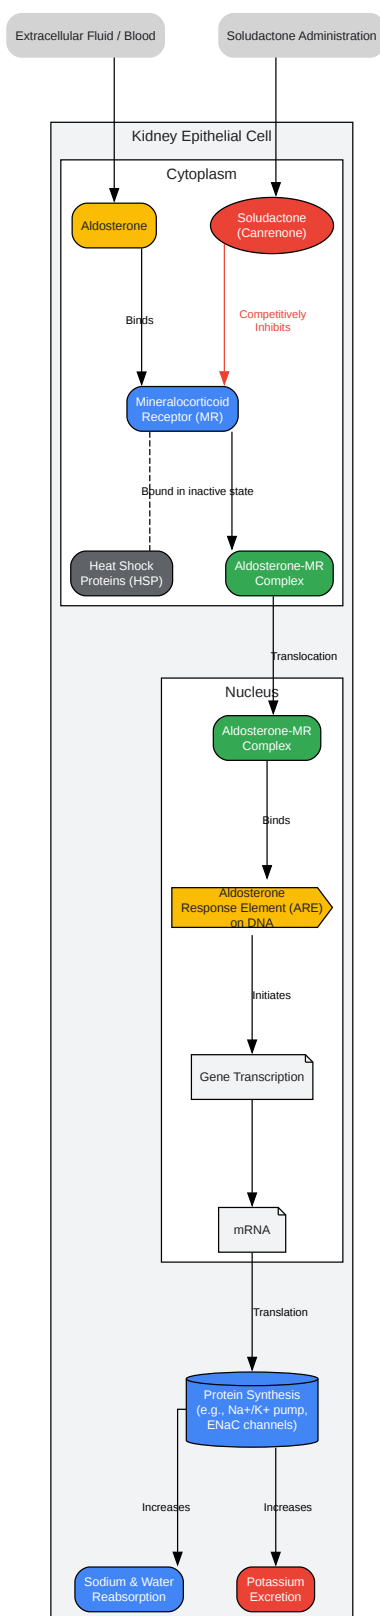 Extracellular Fluid / Blood
Soludactone Administration
Kidney Epithelial Cell
Cytoplasm
Aldosterone
Soludactone
(Canrenone)
Binds
Competitively
Inhibits
Mineralocorticoid
Receptor (MR)
Bound in inactive state
Heat Shock
Proteins (HSP)
Aldosterone-MR
Complex
Translocation
Nucleus
Aldosterone-MR
Complex
Binds
Aldosterone
Response Element (ARE)
on DNA
Initiates
Gene Transcription
mRNA
Translation
Protein Synthesis
(e.g., Na+/K+ pump,
ENaC channels)
Increases
Increases
Sodium & Water
Reabsorption
Potassium
Excretion